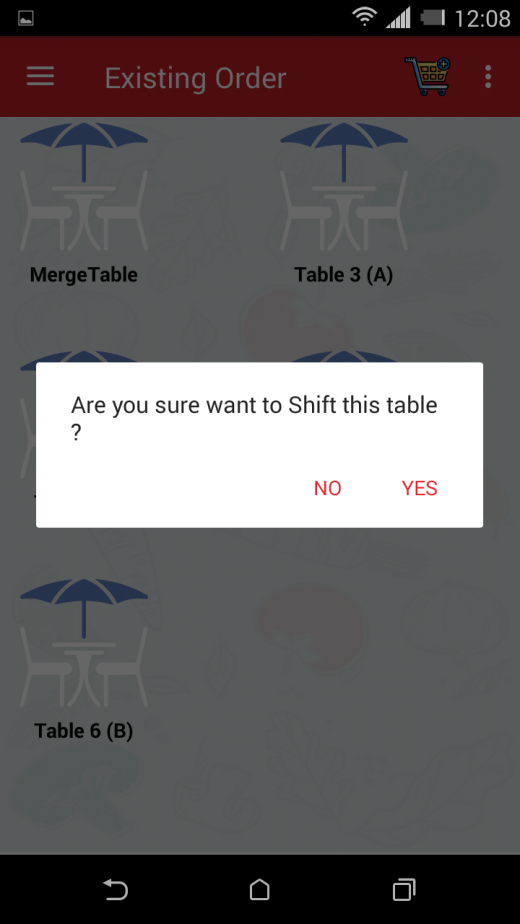 12:08
Existing Order
MergeTable
Table 3 (A)
Are you sure want to Shift this table
?
NO
YES
Table 6 (B)